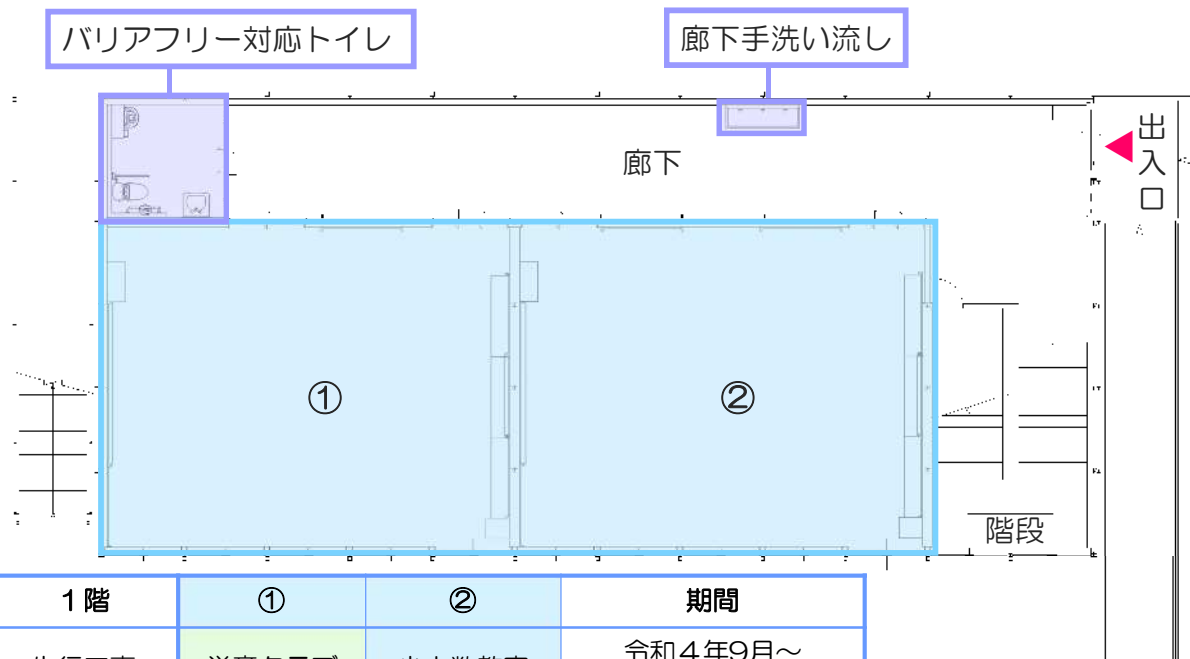 バリアフリー対応トイレ
廊下手洗い流し
廊下
出入口
①
②
階段
1階 ① ② 期間
令和4年9月～